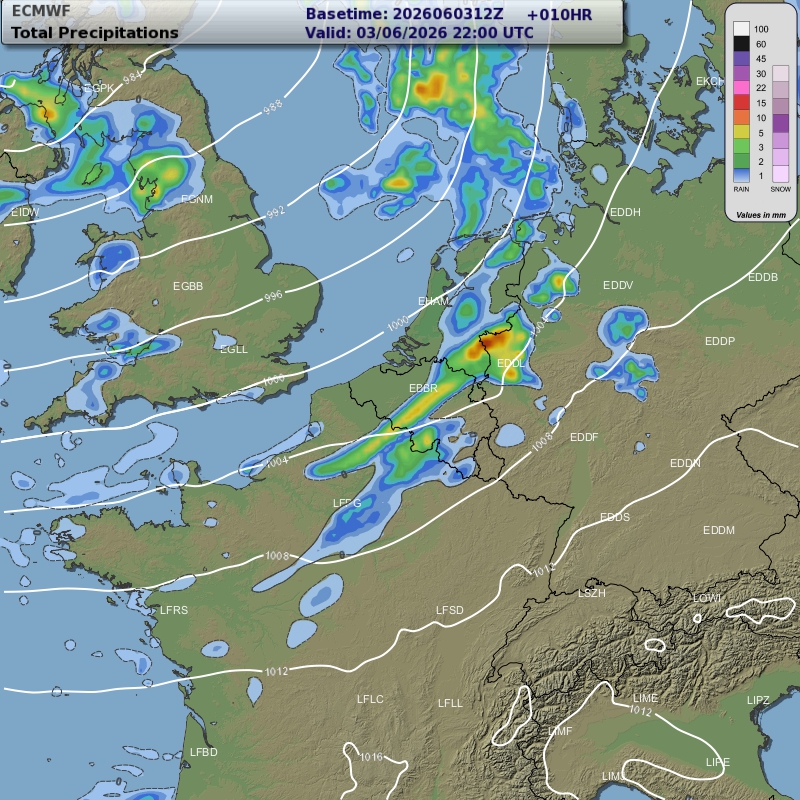 ECMWF
Basetime: 2026060312Z +010HR
Total Precipitations
Valid: 03/06/2026 22:00 UTC
100
60
45
30
22
15
10
5
3
2
1
RAIN SNOW
Values in mm
984
EGPK
988
EGNM
EIDW
992
EDDH
EGBB
996
EHAM
EDDV
EDDB
1000
1004
EGLL
EDDL
EDDP
1000
EBBR
1004
1008
EDDF
EDDN
EDDS
EDDM
1008
1012
LSZH
LOWI
LFRS
LFSD
1012
LFLC
LFLL
LIME
1012
LIPZ
LIMF
LFBD
1016
LIPE